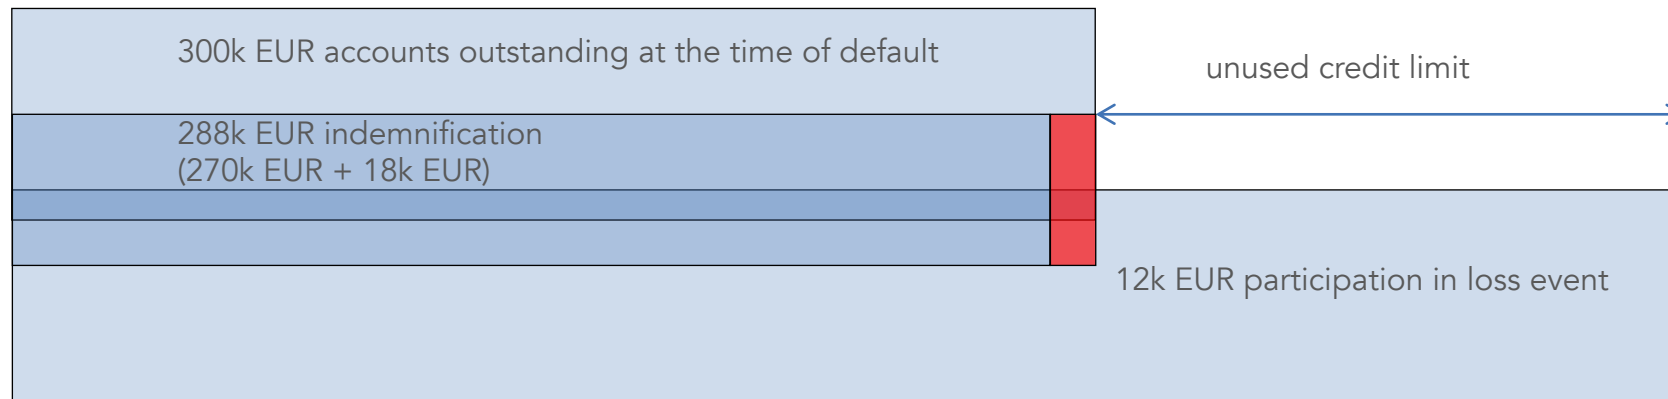 300k EUR accounts outstanding at the time of default
unused credit limit
288k EUR indemnification
(270k EUR + 18k EUR)
12k EUR participation in loss event